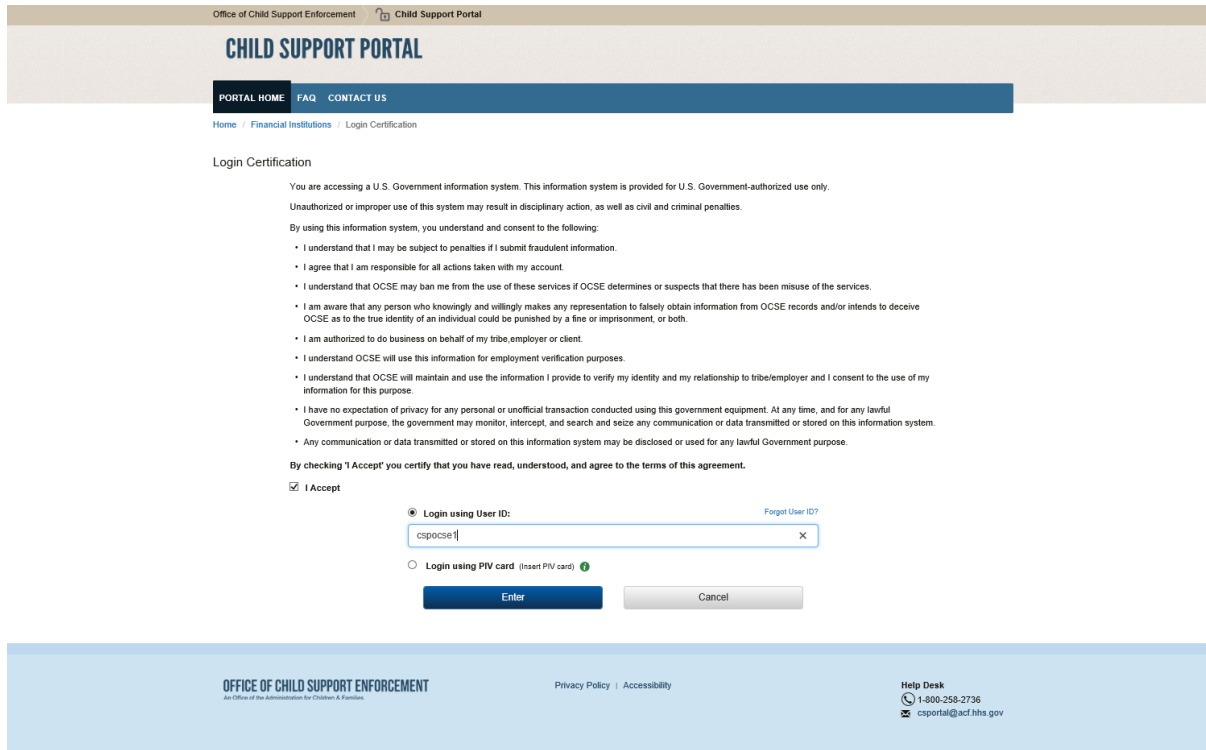 Office of Child Support Enforcement Child Support Portal
CHILD SUPPORT PORTAL
PORTAL HOME FAQ CONTACT US
Home / Financial Institutions / Login Certification
Login Certification
You are accessing a U.S. Government information system. This information system is provided for U.S. Government-authorized use only.
Unauthorized or improper use of this system may result in disciplinary action, as well as civil and criminal penalties.
By using this information system, you understand and consent to the following:
• I understand that I may be subject to penalties if I submit fraudulent information.
• I agree that I am responsible for all actions taken with my account.
• I understand that OCSE may ban me from the use of these services if OCSE determines or suspects that there has been misuse of the services.
• I am aware that any person who knowingly and willingly makes any representation to falsely obtain information from OCSE records and/or intends to deceive
OCSE as to the true identity of an individual could be punished by a fine or imprisonment, or both.
• I am authorized to do business on behalf of my tribe,employer or client.
• I understand OCSE will use this information for employment verification purposes.
• I understand that OCSE will maintain and use the information I provide to verify my identity and my relationship to tribe/employer and I consent to the use of my
information for this purpose.
• I have no expectation of privacy for any personal or unofficial transaction conducted using this government equipment. At any time, and for any lawful
Government purpose, the government may monitor, intercept, and search and seize any communication or data transmitted or stored on this information system.
• Any communication or data transmitted or stored on this information system may be disclosed or used for any lawful Government purpose.
By checking 'I Accept' you certify that you have read, understood, and agree to the terms of this agreement.
I Accept
Login using User ID: Forgot User ID?
cspocse1
Login using PIV card (Insert PIV card)
Enter Cancel
OFFICE OF CHILD SUPPORT ENFORCEMENT
An Office of the Administration for Children & Families
Privacy Policy | Accessibility
Help Desk
1-800-258-2736
csportal@acf.hhs.gov